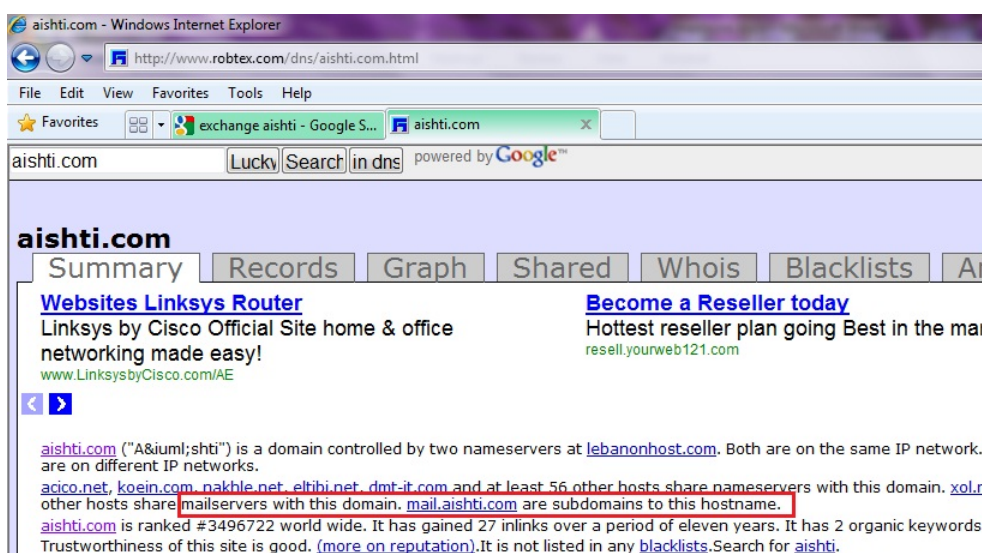 aishti.com - Windows Internet Explorer
http://www.robtex.com/dns/aishti.com.html
File Edit View Favorites Tools Help
Favorites exchange aishti - Google S... aishti.com X
aishti.com Lucky Search in dns powered by Google™
aishti.com
Summary Records Graph Shared Whois Blacklists
Websites Linksys Router
Become a Reseller today
Linksys by Cisco Official Site home & office
Hottest reseller plan going Best in the
networking made easy!
resell.yourweb121.com
www.LinksysbyCisco.com/AE
aishti.com ("A&iuml;shti") is a domain controlled by two nameservers at lebanonhost.com. Both are on the same IP network.
are on different IP networks.
acico.net, koein.com, nakhle.net, eltibi.net, dmt-it.com and at least 56 other hosts share nameservers with this domain.
other hosts share mailservers with this domain. mail.aishti.com are subdomains to this hostname.
aishti.com is ranked #3496722 world wide. It has gained 27 inlinks over a period of eleven years. It has 2 organic keywords
Trustworthiness of this site is good. (more on reputation).It is not listed in any blacklists.Search for aishti.